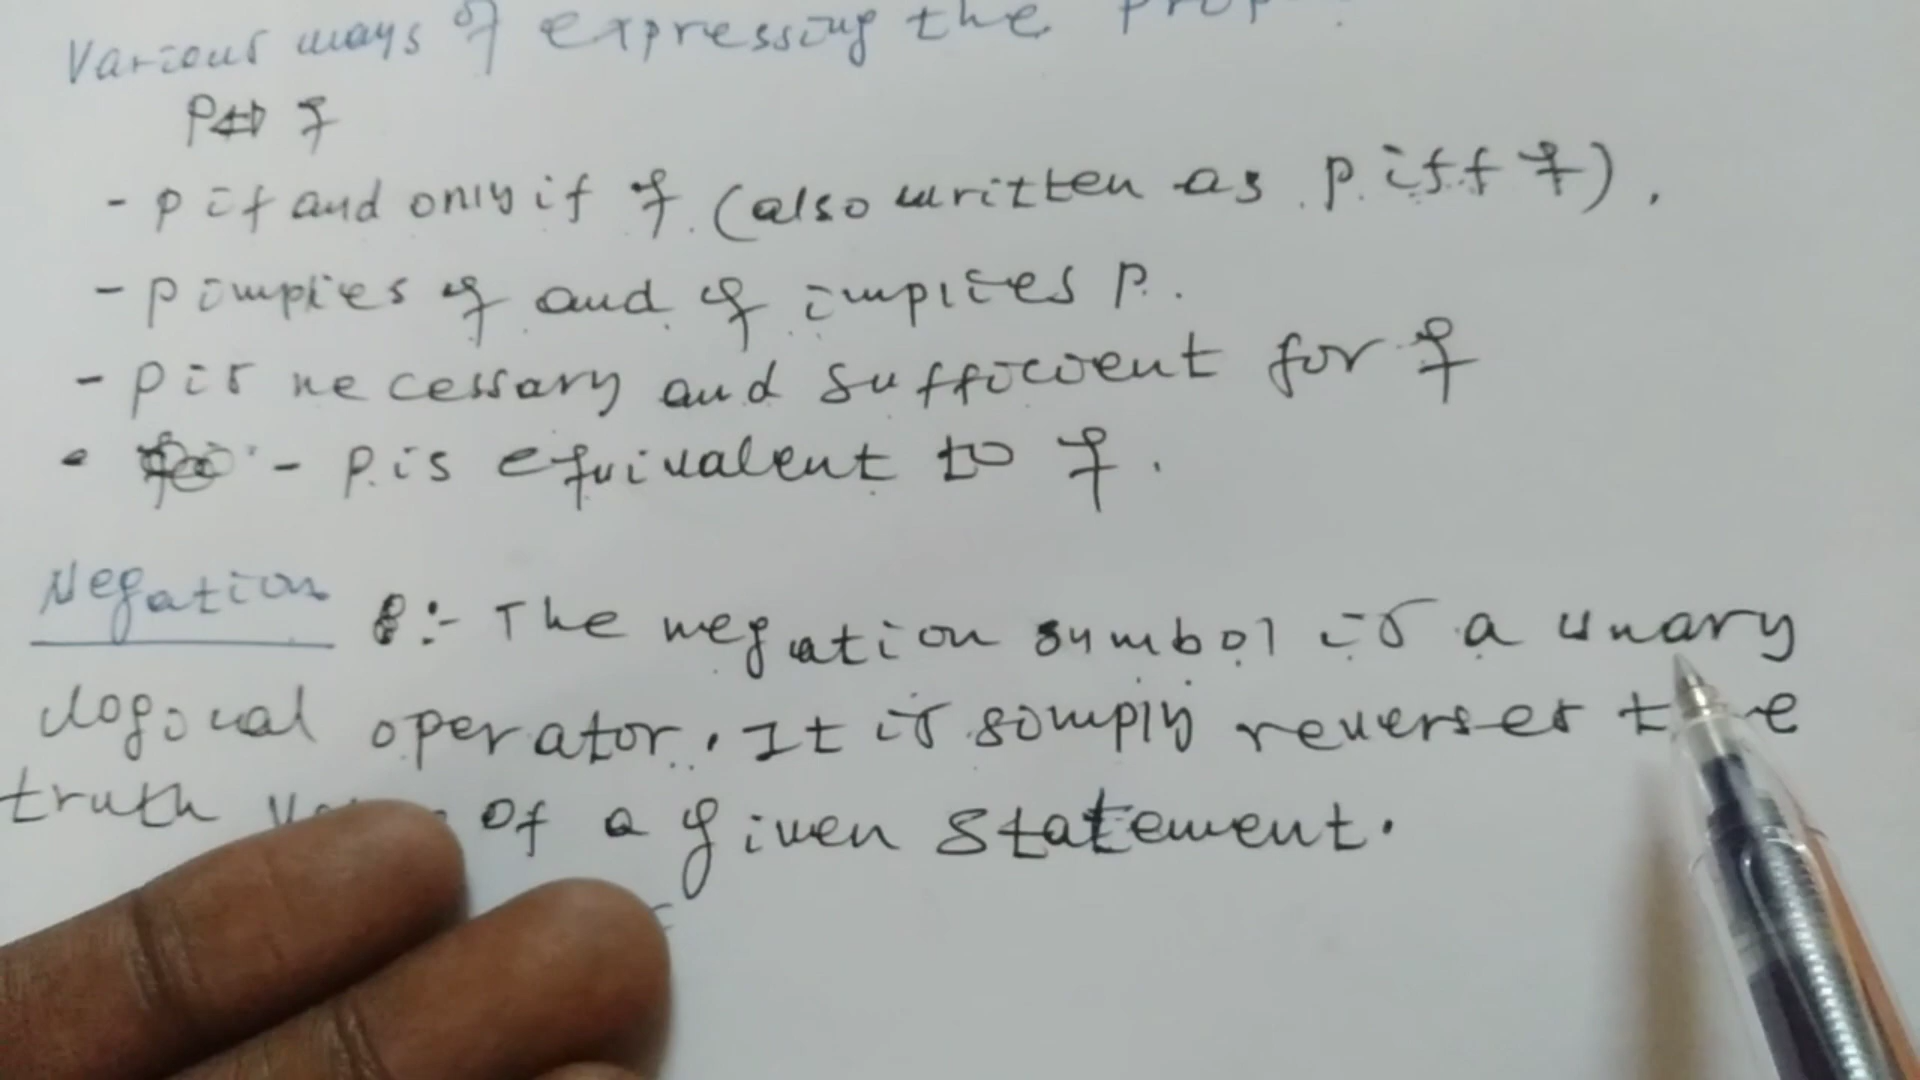 Various ways of expressing the
P⇔ q
- p if and only if q (also written as p iff q).
- p implies q and q implies p.
- p is necessary and sufficient for q
- p is equivalent to q.
Negation :- The negation symbol is a unary
logical operator. It is simply reverses the
truth of a given statement.